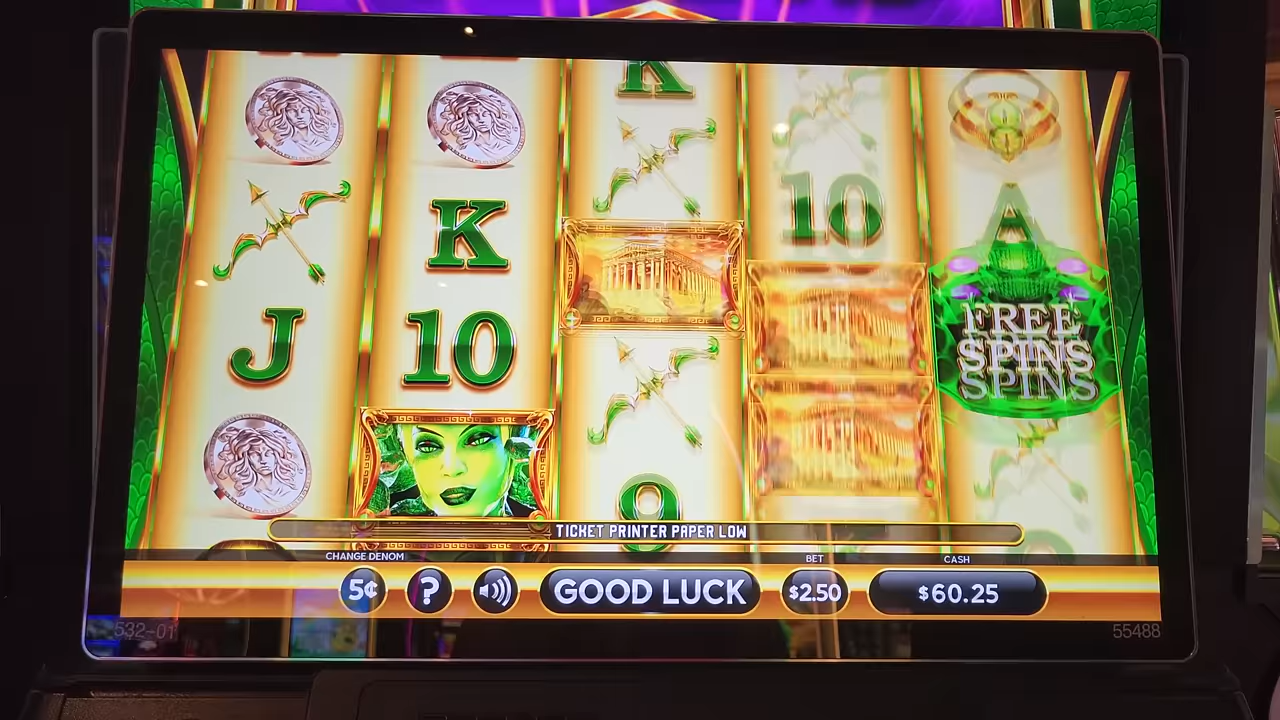 K
10
A
K
J
10
FREE
SPINS
SPINS
9
TICKET PRINTER PAPER LOW
CHANGE DENOM
BET
CASH
5¢
?
GOOD LUCK
$2.50
$60.25
532-01
55488